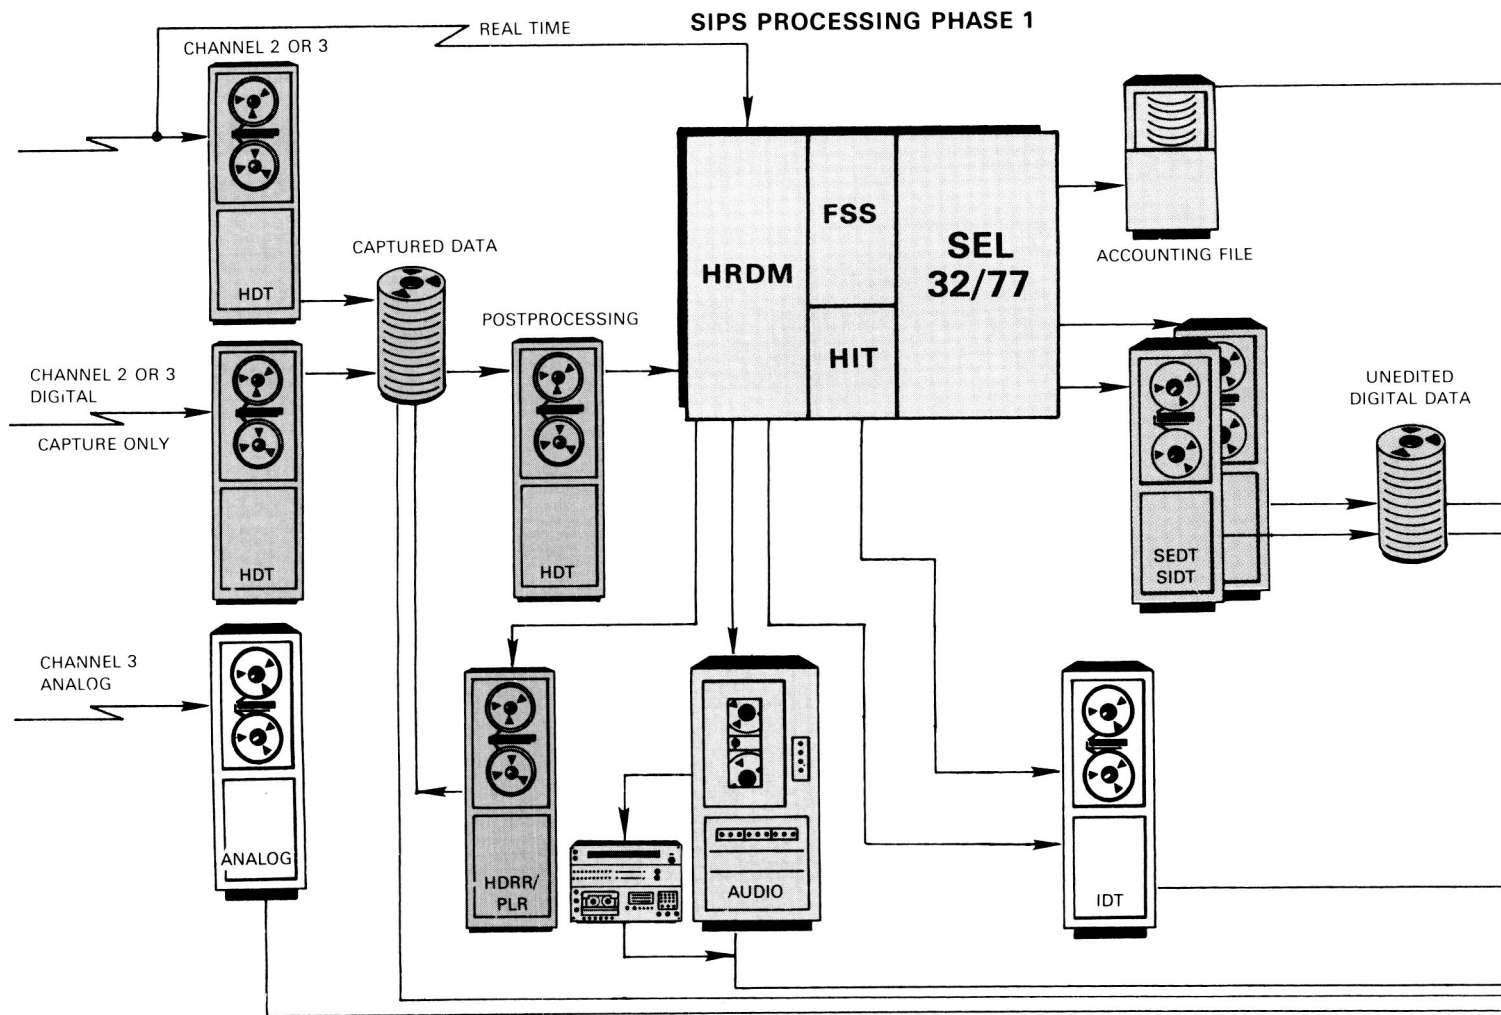 SIPS PROCESSING PHASE 1
REAL TIME
CHANNEL 2 OR 3
HDT
CAPTURED DATA
POSTPROCESSING
HRDM
FSS
HIT
SEL
32/77
ACCOUNTING FILE
CHANNEL 2 OR 3
DIGITAL
CAPTURE ONLY
HDT
HDT
UNEDITED
DIGITAL DATA
SEDT
SIDT
CHANNEL 3
ANALOG
ANALOG
HDRR/
PLR
AUDIO
IDT